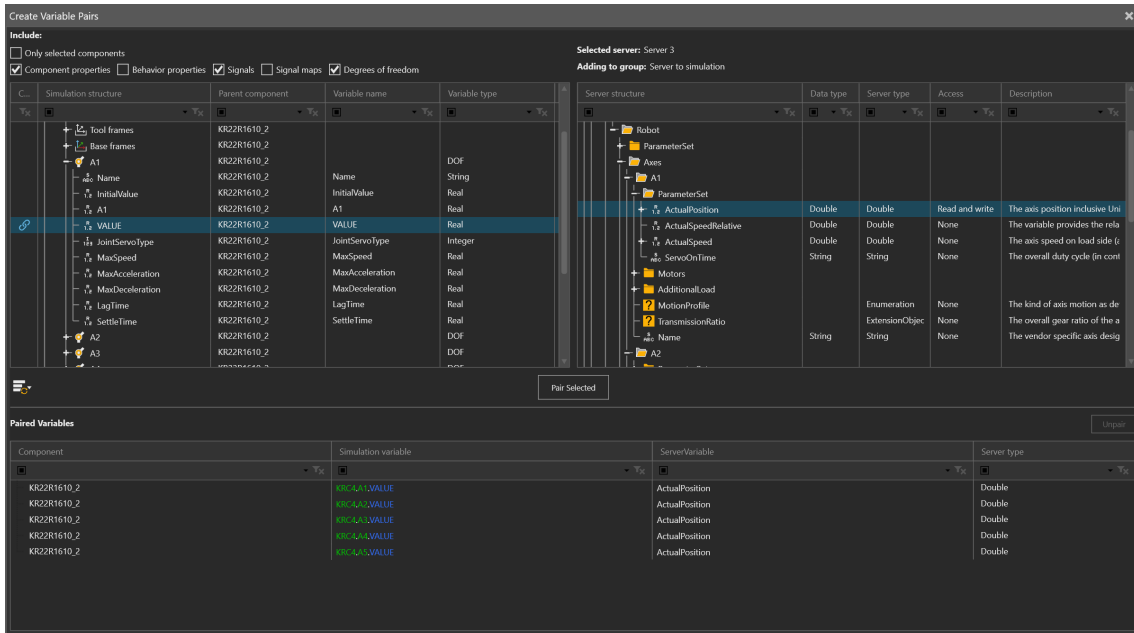 Create Variable Pairs
Include:
Only selected components
Component properties Behavior properties Signals Signal maps Degrees of freedom
Selected server: Server 3
Adding to group: Server to simulation
C... Simulation structure Parent component Variable name Variable type
Tool frames KR22R1610_2
Base frames KR22R1610_2
A1 KR22R1610_2 DOF
Name KR22R1610_2 Name String
InitialValue KR22R1610_2 InitialValue Real
A1 KR22R1610_2 A1 Real
VALUE KR22R1610_2 VALUE Real
JointServoType KR22R1610_2 JointServoType Integer
MaxSpeed KR22R1610_2 MaxSpeed Real
MaxAcceleration KR22R1610_2 MaxAcceleration Real
MaxDeceleration KR22R1610_2 MaxDeceleration Real
LagTime KR22R1610_2 LagTime Real
SettleTime KR22R1610_2 SettleTime Real
A2 KR22R1610_2 DOF
A3 KR22R1610_2 DOF
Server structure Data type Server type Access Description
Robot
ParameterSet
Axes
A1
ParameterSet
ActualPosition Double Double Read and write The axis position inclusive Uni
ActualSpeedRelative Double Double None The variable provides the rela
ActualSpeed Double Double None The axis speed on load side (a
ServoOnTime String String None The overall duty cycle (in cont
Motors
AdditionalLoad
MotionProfile Enumeration None The kind of axis motion as de
TransmissionRatio ExtensionObjec None The overall gear ratio of the a
Name String String None The vendor specific axis desig
A2
Pair Selected
Paired Variables
Unpair
Component Simulation variable ServerVariable Server type
KR22R1610_2 KRC4.A1.VALUE ActualPosition Double
KR22R1610_2 KRC4.A2.VALUE ActualPosition Double
KR22R1610_2 KRC4.A3.VALUE ActualPosition Double
KR22R1610_2 KRC4.A4.VALUE ActualPosition Double
KR22R1610_2 KRC4.A5.VALUE ActualPosition Double